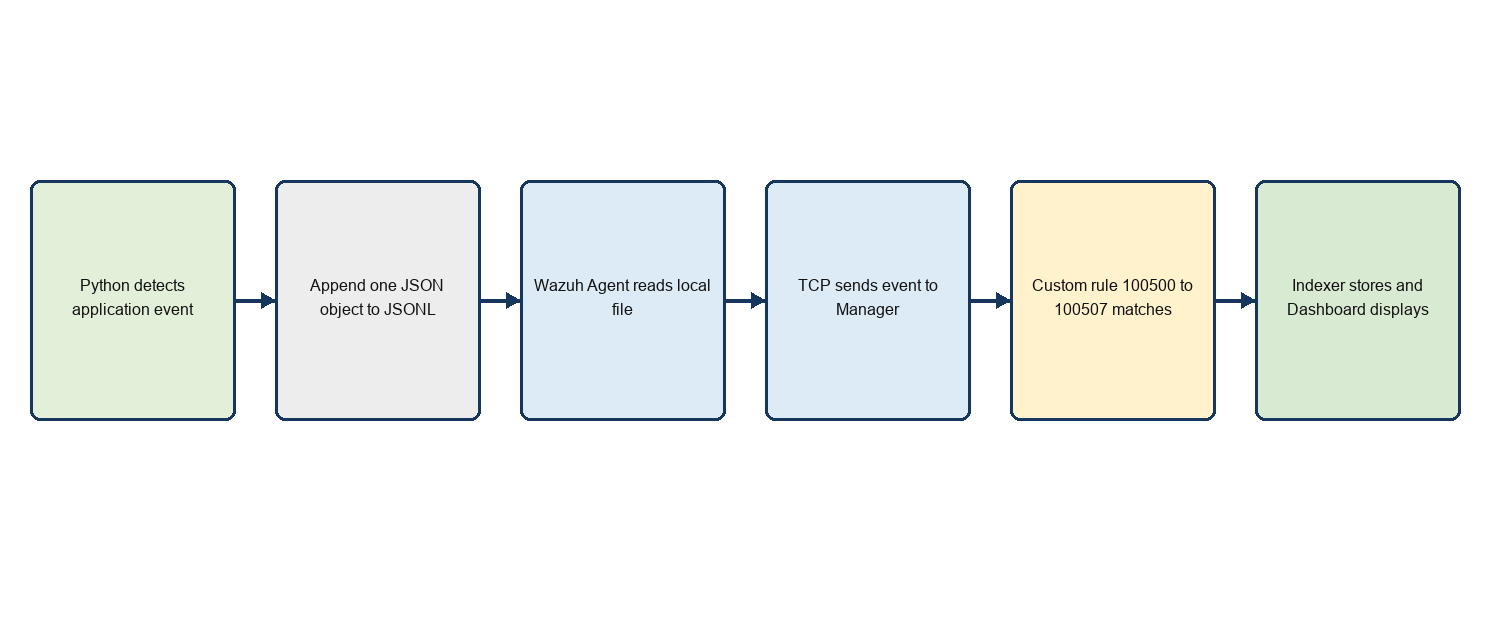 Python detects
application event
Append one JSON
object to JSONL
Wazuh Agent reads local
file
TCP sends event to
Manager
Custom rule 100500 to
100507 matches
Indexer stores and
Dashboard displays